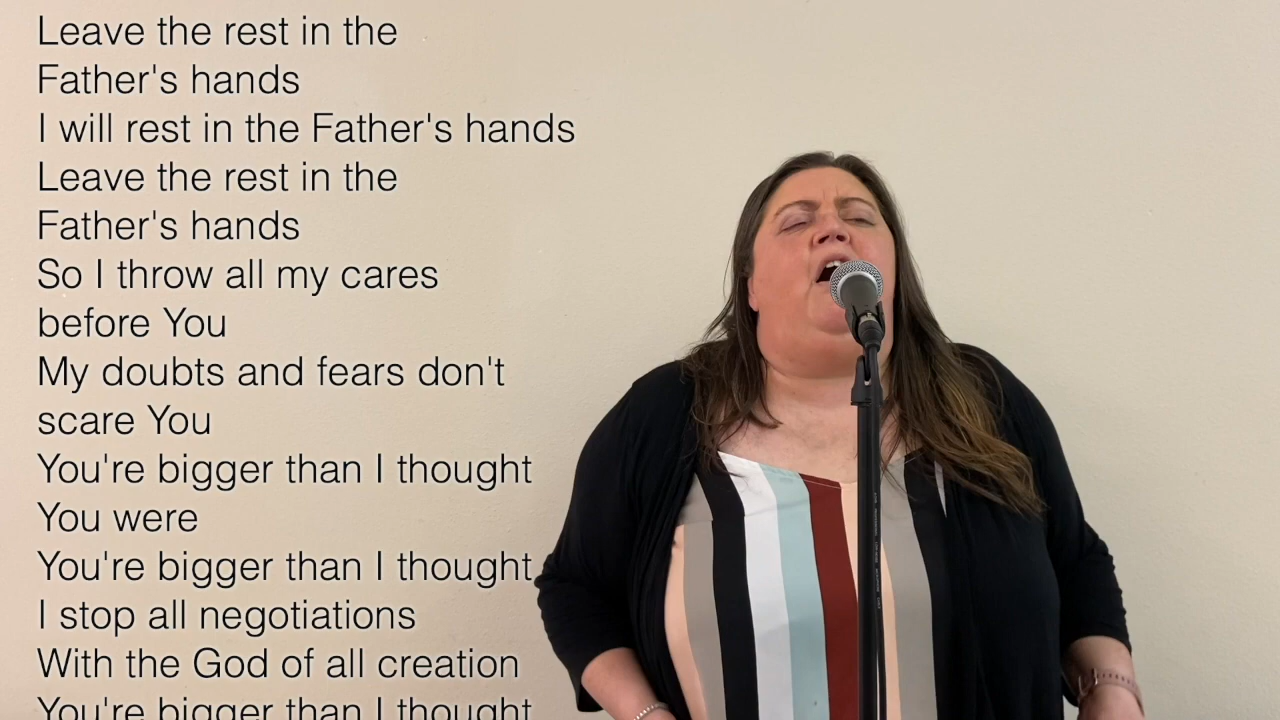 Leave the rest in the
Father's hands
I will rest in the Father's hands
Leave the rest in the
Father's hands
So I throw all my cares
before You
My doubts and fears don't
scare You
You're bigger than I thought
You were
You're bigger than I thought
I stop all negotiations
With the God of all creation
You're bigger than I thought